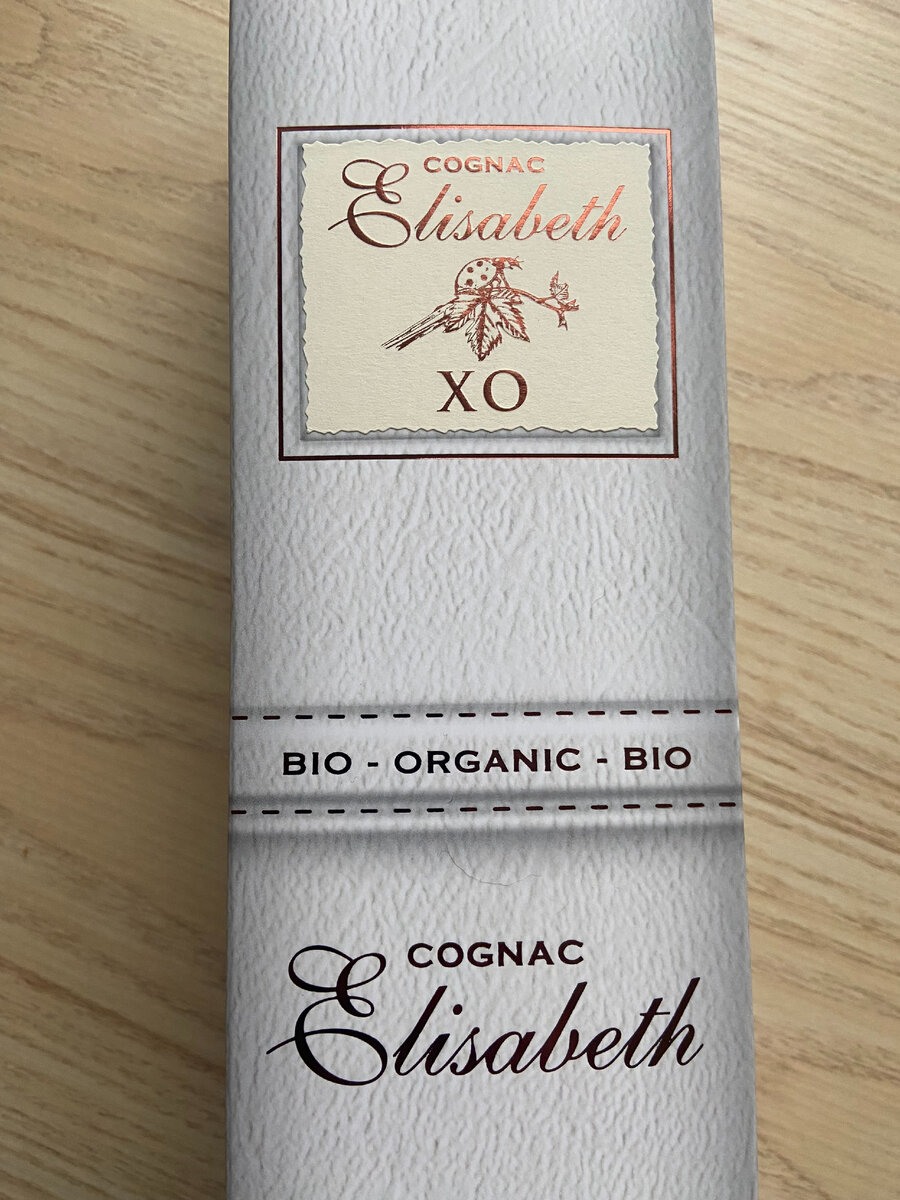 COGNAC
Elisabeth
XO
BIO - ORGANIC - BIO
COGNAC
Elisabeth